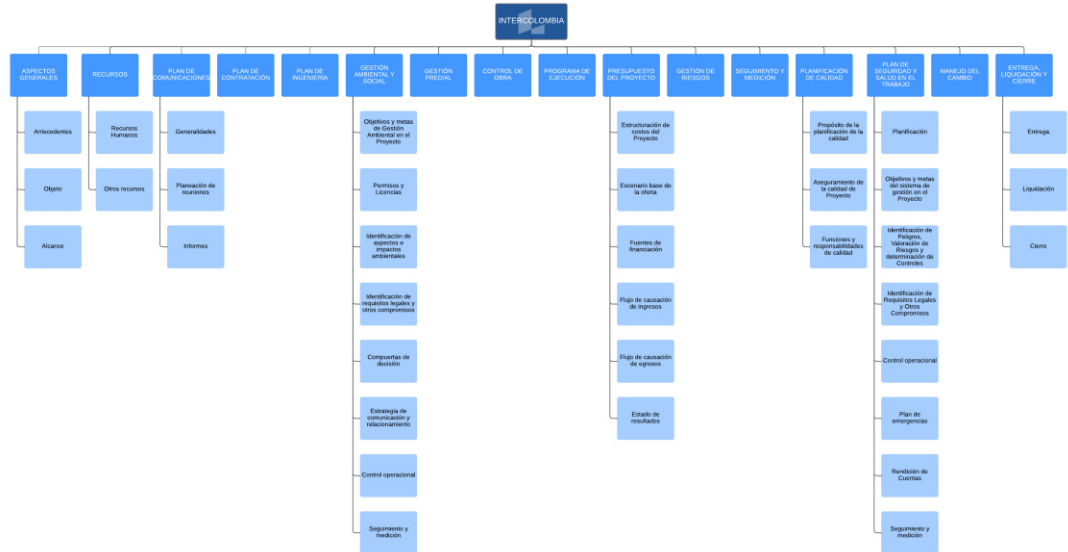 INTERCOLOMBIA
ASPECTOS
GENERALES
RECURSOS
PLAN DE
COMUNICACIONES
PLAN DE
CONTRATACIÓN
PLAN DE
INGENIERÍA
GESTIÓN
AMBIENTAL Y
SOCIAL
GESTIÓN
PREDIAL
CONTROL DE
OBRA
PROGRAMA DE
EJECUCIÓN
PRESUPUESTO
DEL PROYECTO
GESTIÓN DE
RIESGOS
SEGUIMIENTO Y
MEDICIÓN
PLANIFICACIÓN
DE CALIDAD
PLAN DE
SEGURIDAD Y
SALUD EN EL
TRABAJO
MANEJO DEL
CAMBIO
ENTREGA,
LIQUIDACIÓN Y
CIERRE
Antecedentes
Objeto
Alcance
Recursos
Humanos
Otros recursos
Generalidades
Planeación de
reuniones
Informes
Objetivos y metas
de Gestión
Ambiental en el
Proyecto
Permisos y
Licencias
Identificación de
aspectos e
impactos
ambientales
Identificación de
requisitos legales y
otros compromisos
Compuertas de
decisión
Estrategia de
comunicación y
relacionamiento
Control operacional
Seguimiento y
medición
Estructuración de
costos del
Proyecto
Escenario base de
la oferta
Fuentes de
financiación
Flujo de causación
de ingresos
Flujo de causación
de egresos
Estado de
resultados
Propósito de la
planificación de la
calidad
Aseguramiento de
la calidad de
Proyecto
Funciones y
responsabilidades
de calidad
Planificación
Objetivos y metas
del sistema de
gestión en el
Proyecto
Identificación de
Peligros,
Valoración de
Riesgos y
determinación de
Controles
Identificación de
Requisitos Legales
y Otros
Compromisos
Control operacional
Plan de
emergencias
Rendición de
Cuentas
Seguimiento y
medición
Entrega
Liquidación
Cierre